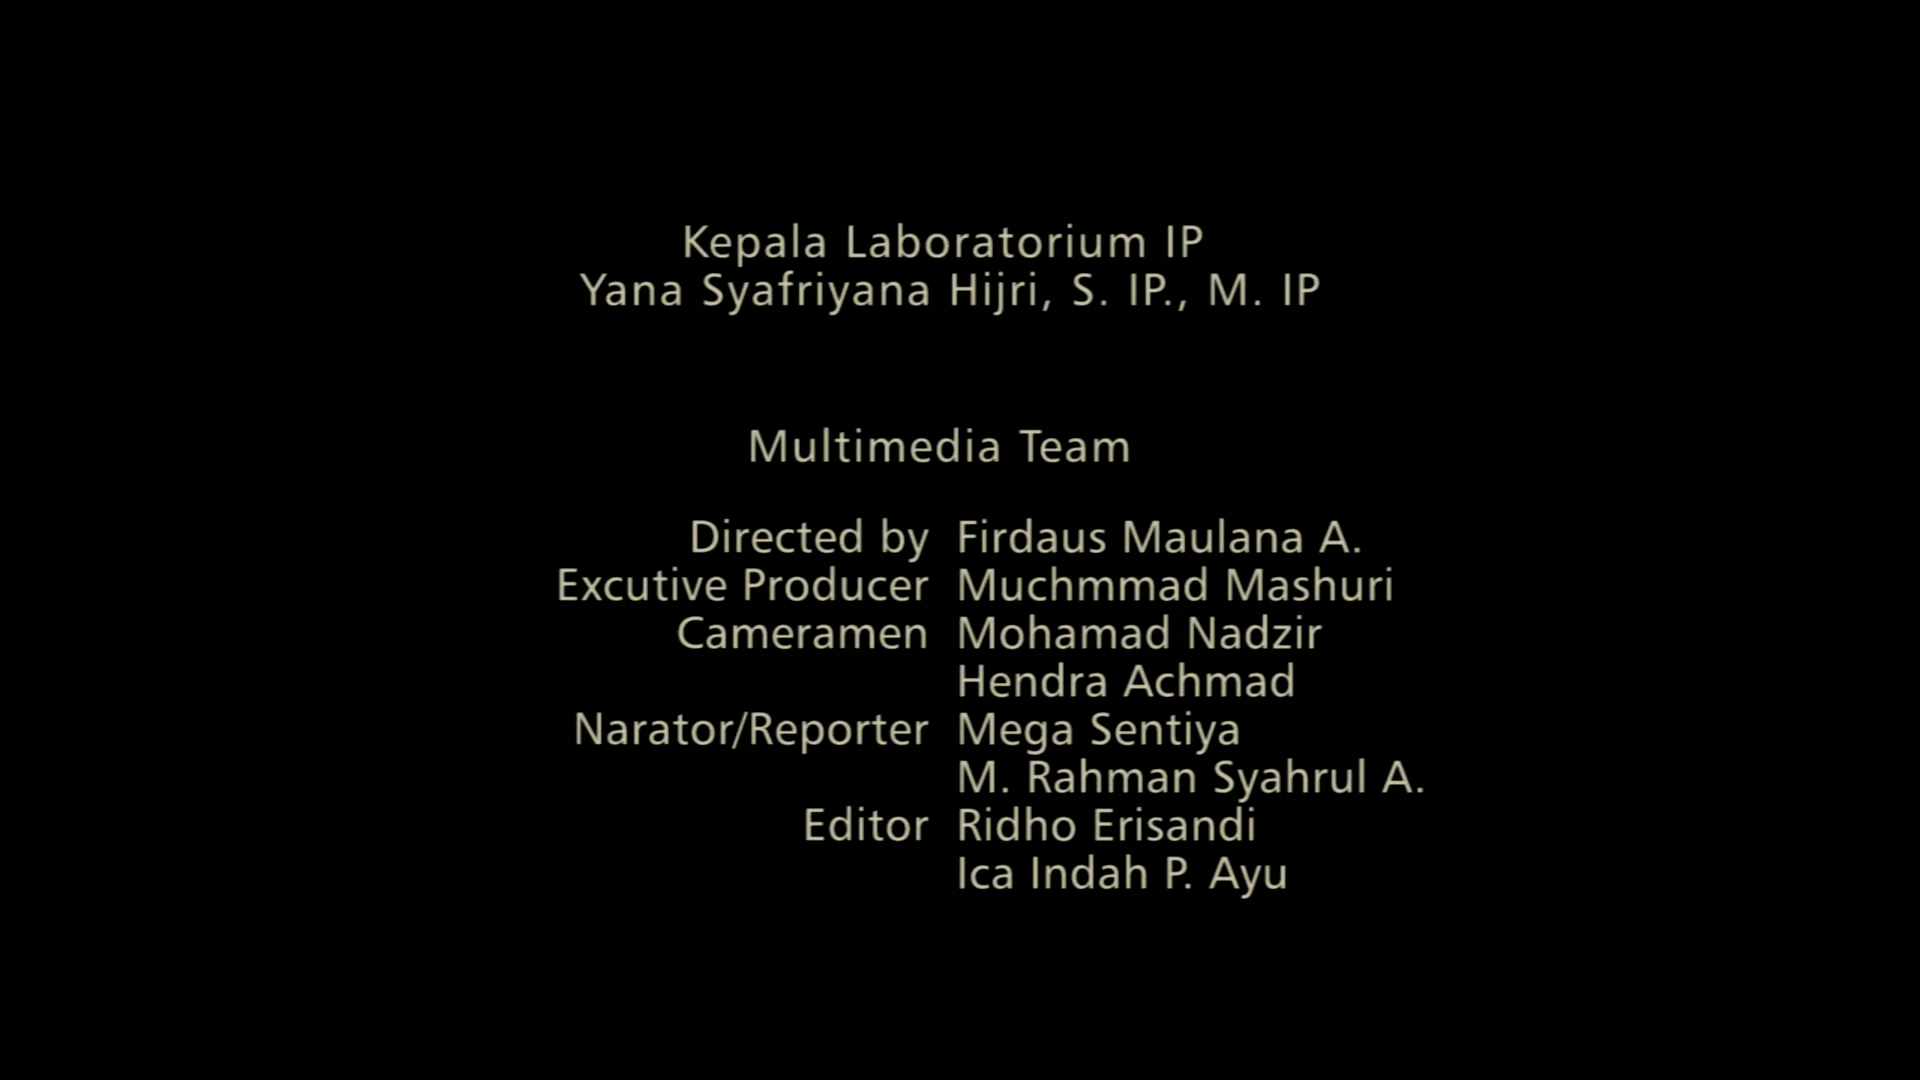 Kepala Laboratorium IP
Yana Syafriyana Hijri, S. IP., M. IP
Multimedia Team
Directed by Firdaus Maulana A.
Excutive Producer Muchmmad Mashuri
Cameramen Mohamad Nadzir
Hendra Achmad
Narator/Reporter Mega Sentiya
M. Rahman Syahrul A.
Editor Ridho Erisandi
Ica Indah P. Ayu